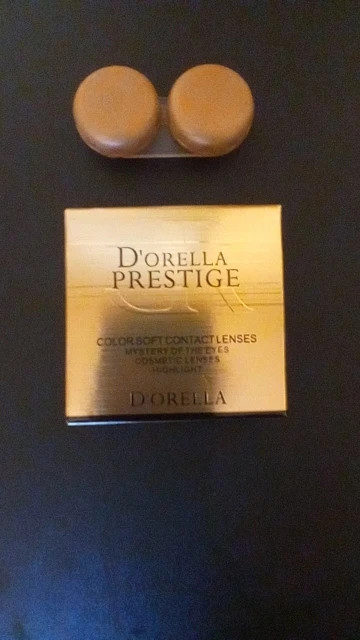 D'ORELLA
PRESTIGE
COLOR SOFT CONTACT LENSES
MYSTERY OF THE EYES
COSMETIC LENSES
HIGHLIGHT
D'ORELLA